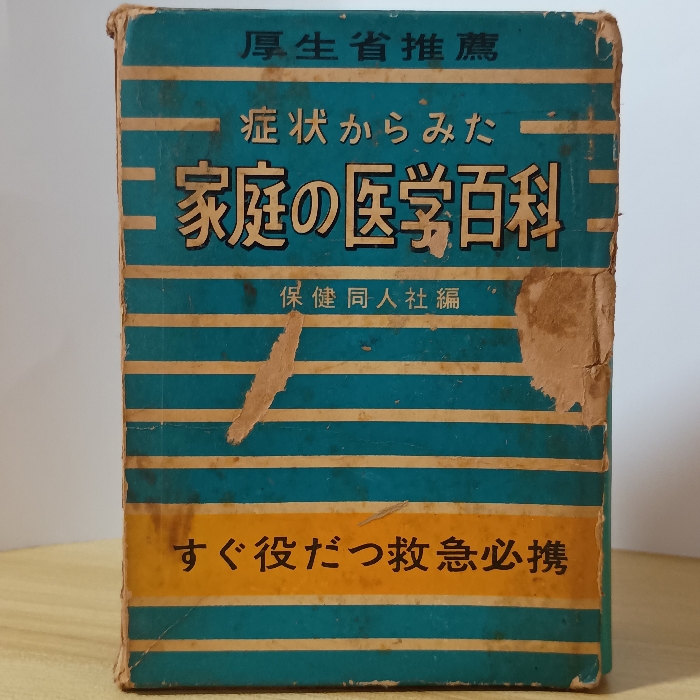 厚生省推薦
症状からみた
家庭の医学百科
保健同人社編
すぐ役だつ救急必携